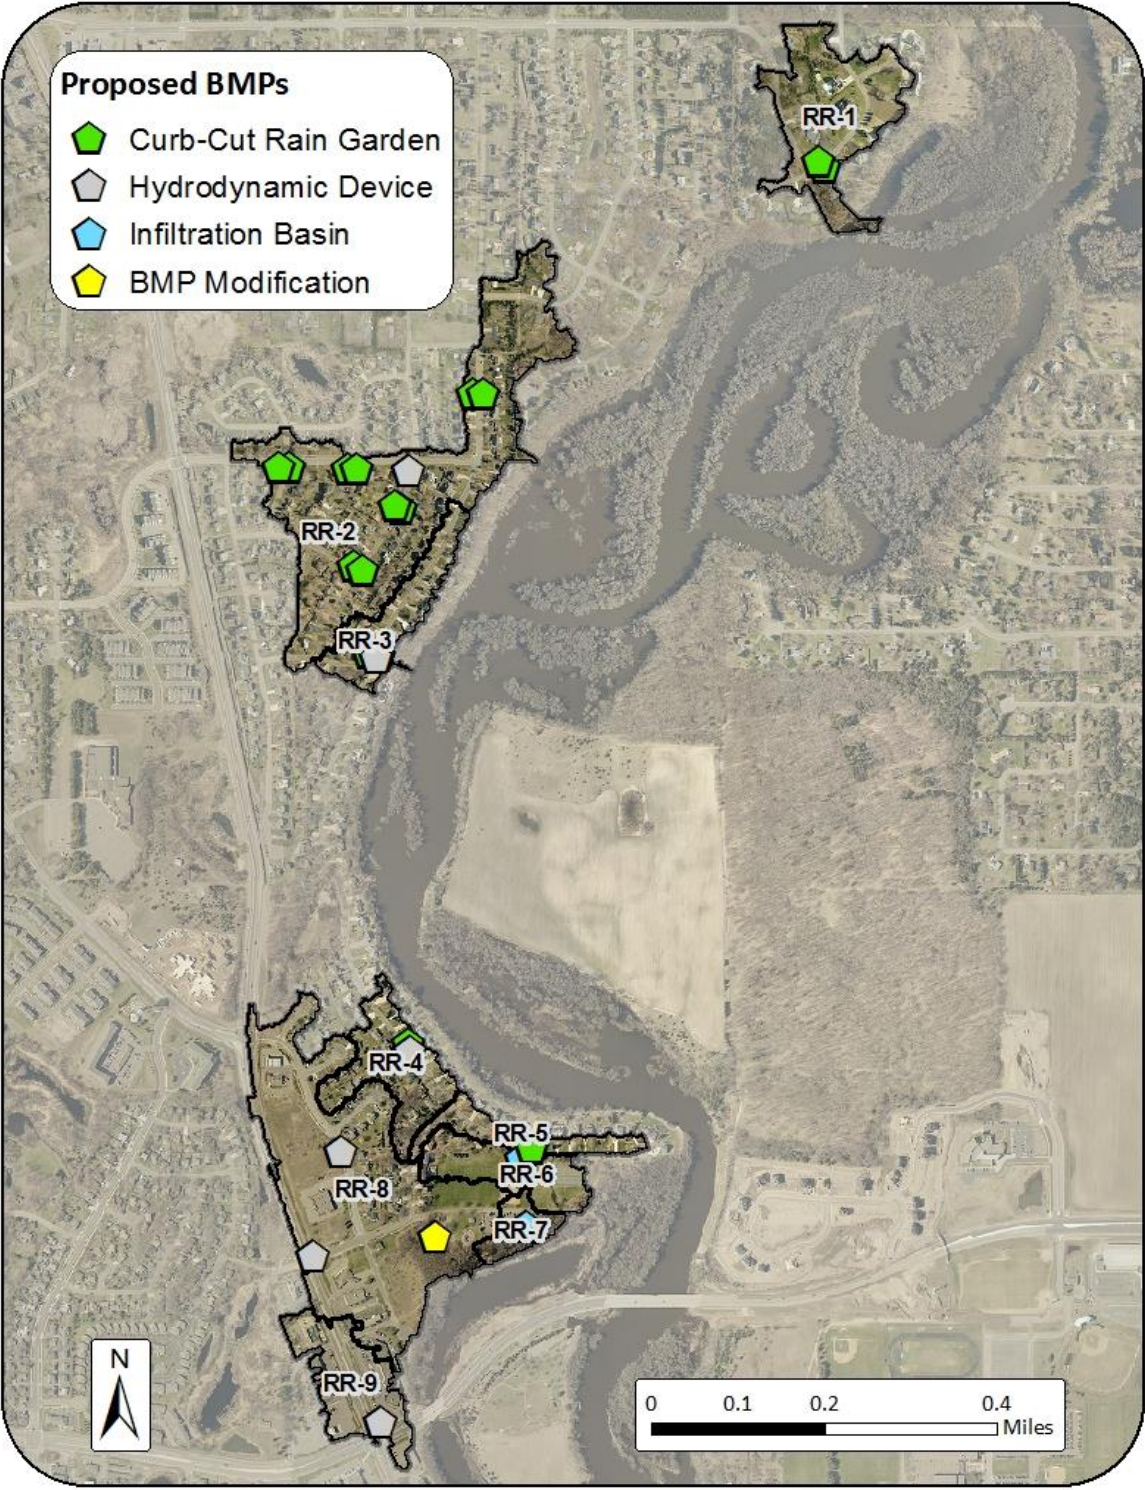 Proposed BMPs
Curb-Cut Rain Garden
Hydrodynamic Device
Infiltration Basin
BMP Modification
RR-1
RR-2
RR-3
RR-4
RR-5
RR-6
RR-8
RR-7
RR-9
N
0 0.1 0.2 0.4
Miles